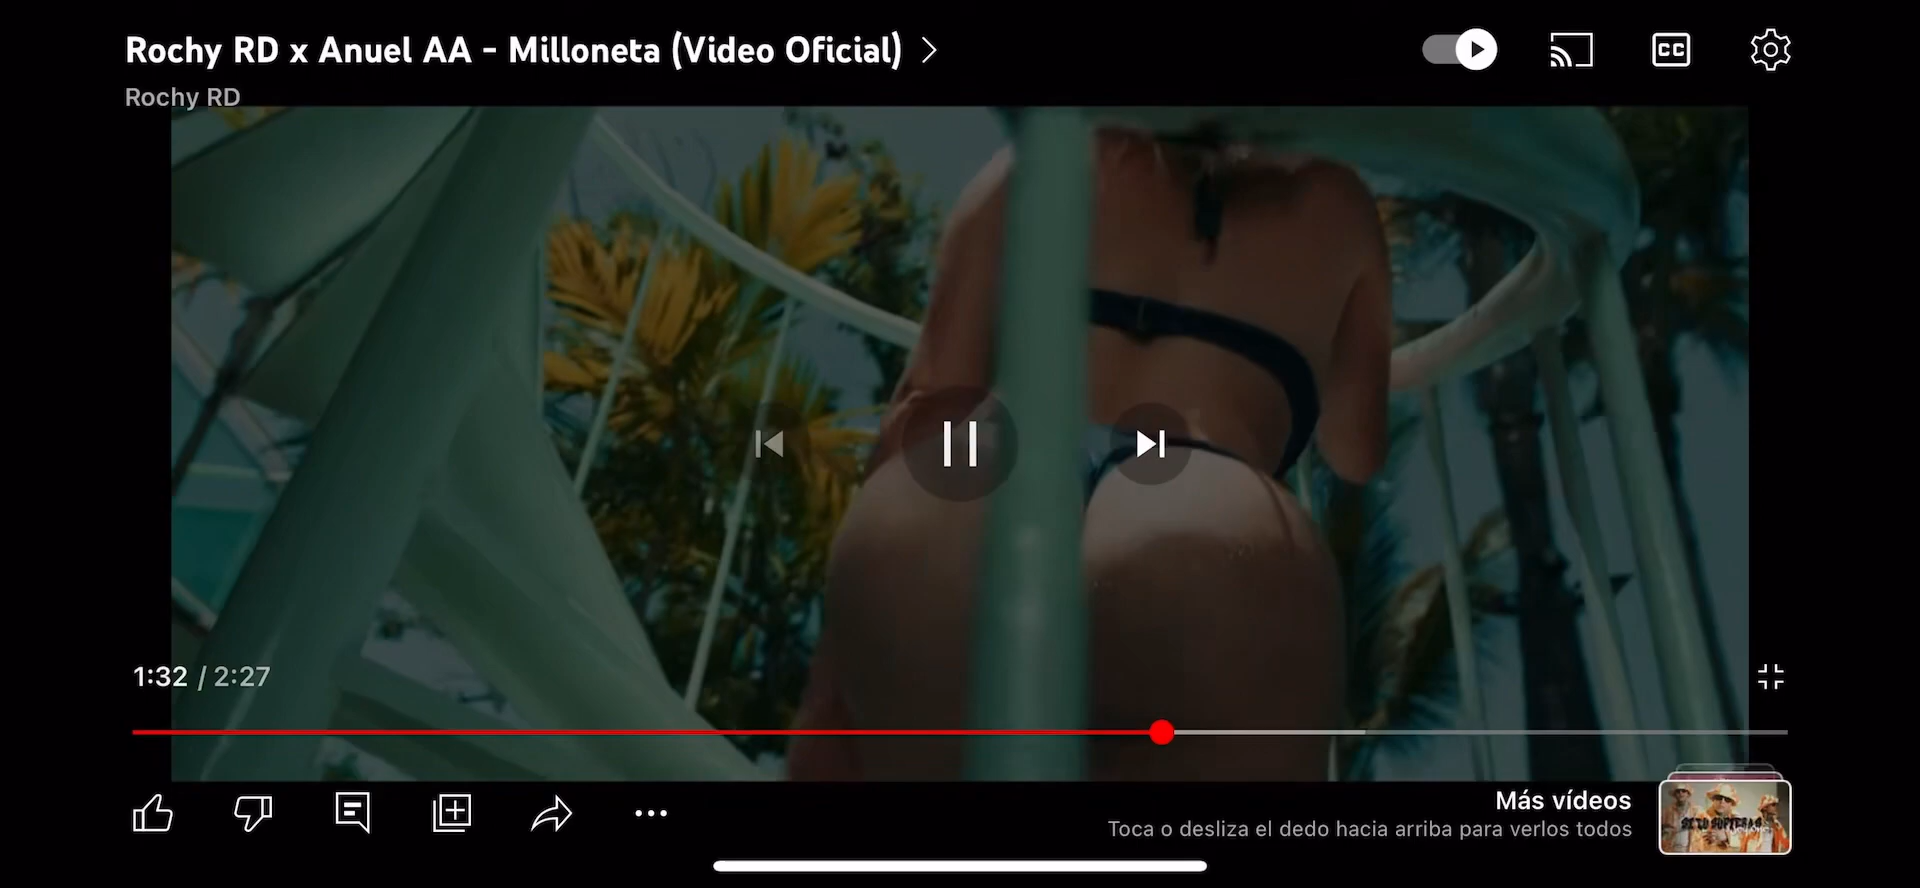 Rochy RD x Anuel AA - Milloneta (Video Oficial)
CC
Rochy RD
1:32 / 2:27
Más vídeos
Toca o desliza el dedo hacia arriba para verlos todos